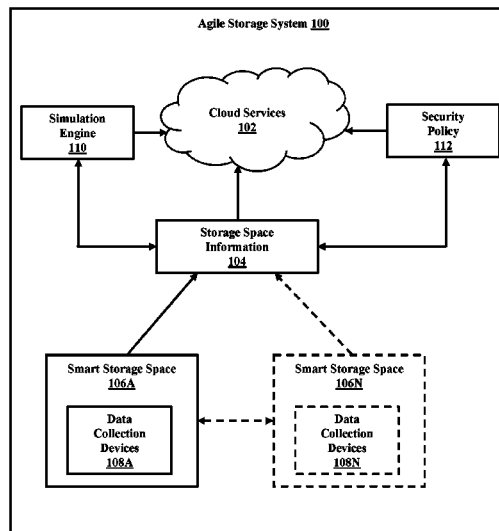 Agile Storage System 100
Cloud Services
102
Simulation
Engine
110
Security
Policy
112
Storage Space
Information
104
Smart Storage Space
106A
Data
Collection
Devices
108A
Smart Storage Space
106N
Data
Collection
Devices
108N